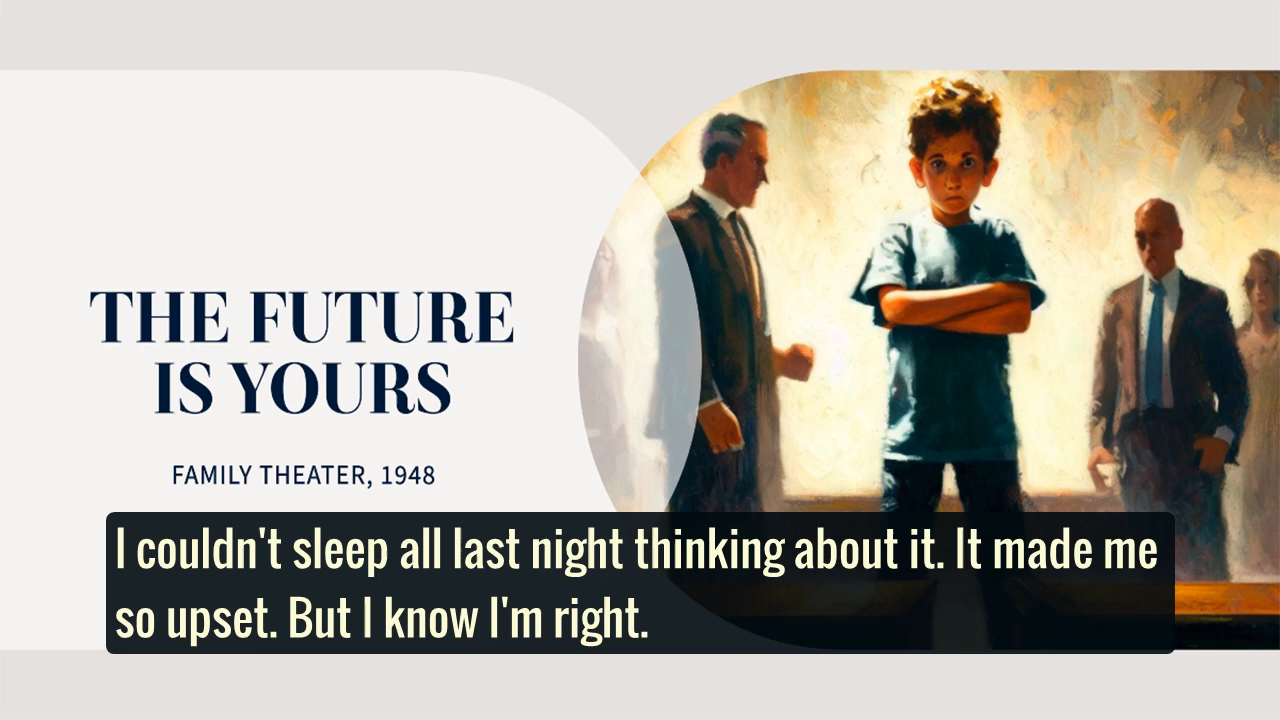 THE FUTURE
IS YOURS
FAMILY THEATER, 1948
I couldn't sleep all last night thinking about it. It made me
so upset. But I know I'm right.